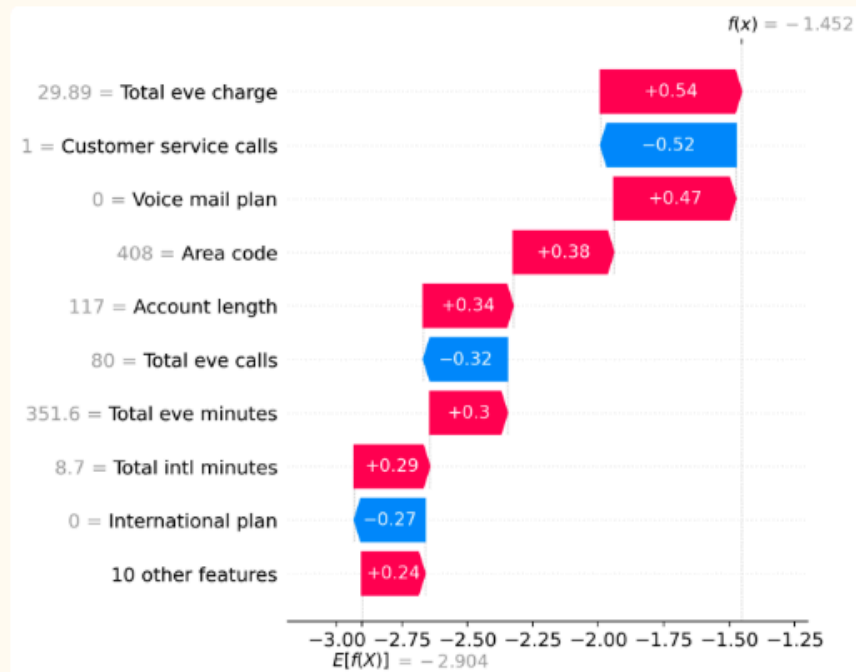 f(x) = −1.452
29.89 = Total eve charge
+0.54
1 = Customer service calls
−0.52
0 = Voice mail plan
+0.47
408 = Area code
+0.38
117 = Account length
+0.34
80 = Total eve calls
−0.32
351.6 = Total eve minutes
+0.3
8.7 = Total intl minutes
+0.29
0 = International plan
−0.27
10 other features
+0.24
−3.00 −2.75 −2.50 −2.25 −2.00 −1.75 −1.50 −1.25
E[f(X)] = −2.904